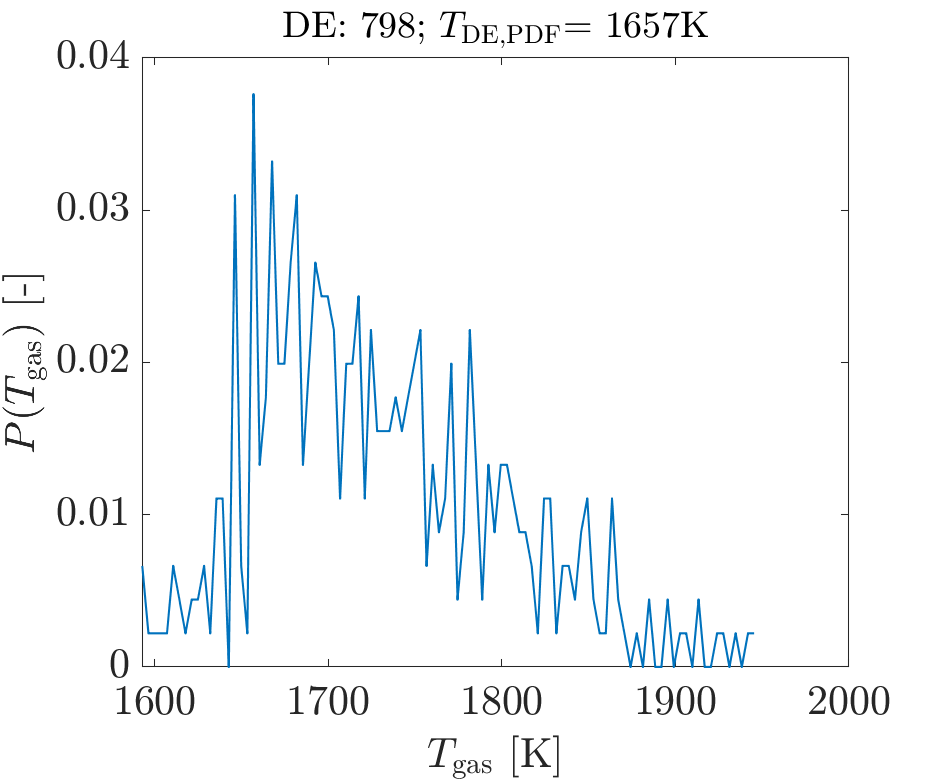 DE: 798; T_DE,PDF= 1657K
0.04
0.03
0.02
0.01
0
P(T_gas) [-]
1600 1700 1800 1900 2000
T_gas [K]